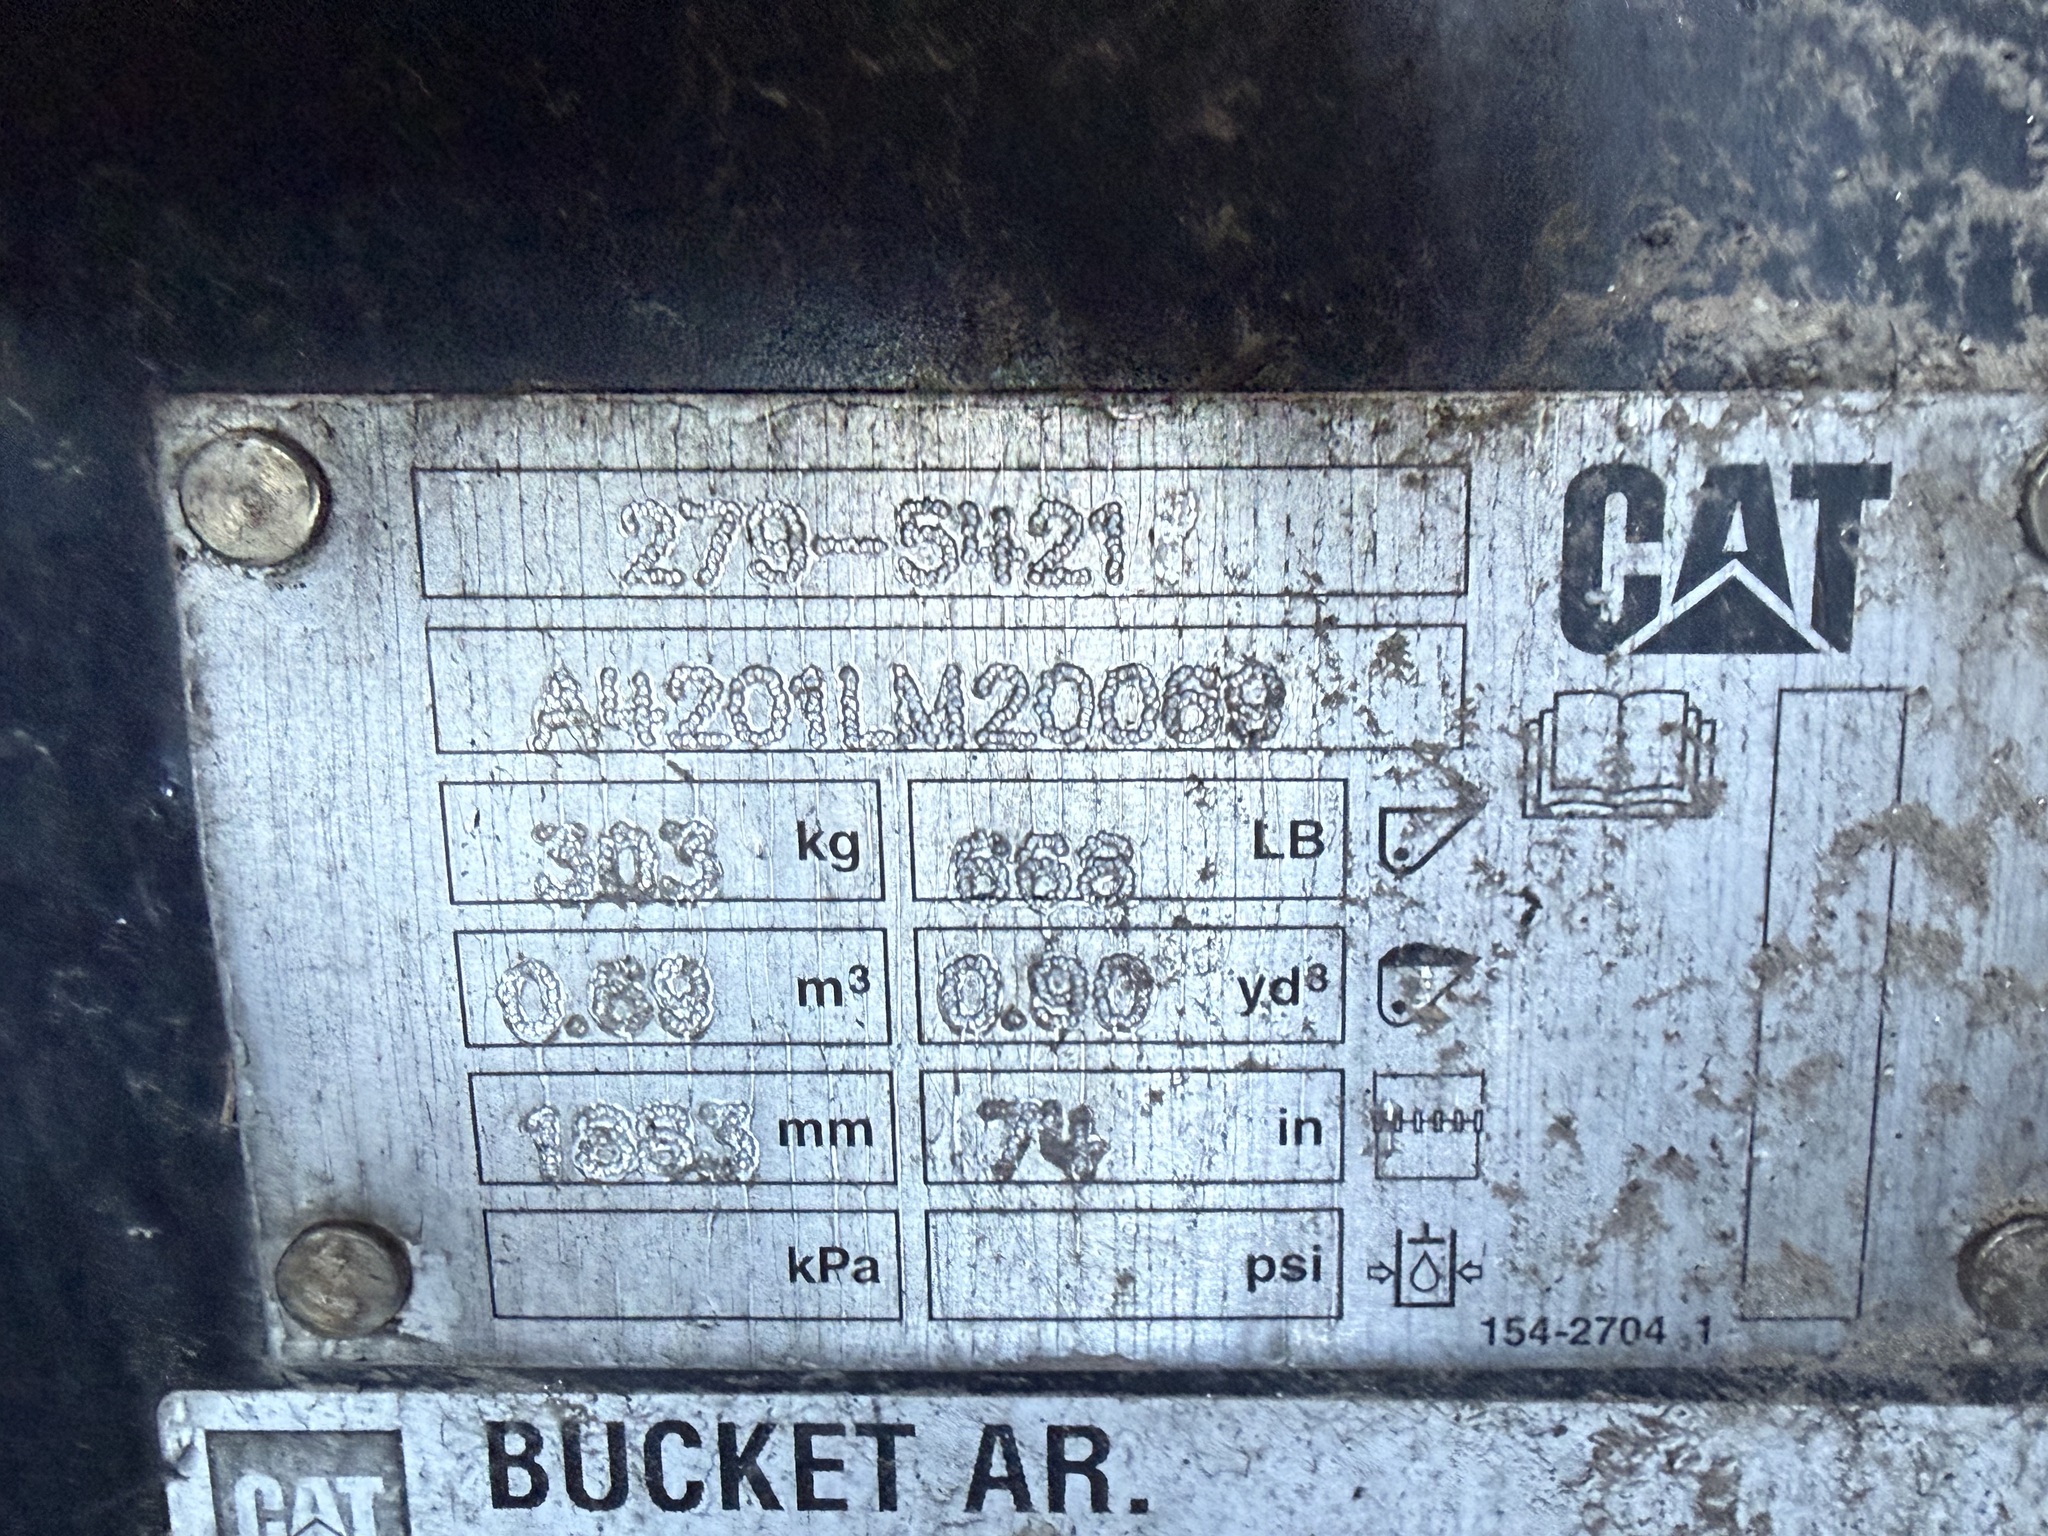 279-5421
CAT
A4201LM20069
303 kg 668 LB
0.69 m³ 0.90 yd³
1883 mm 74 in
kPa psi
154-2704 1
CAT BUCKET AR.